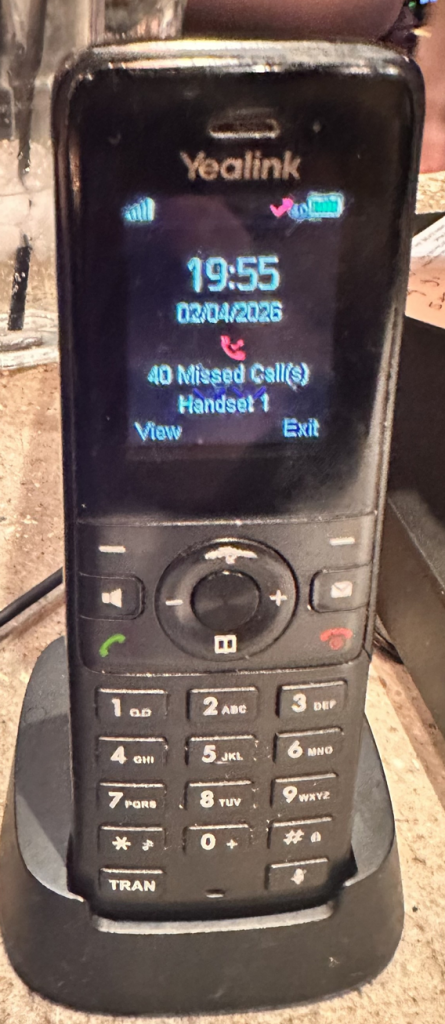 Yealink
40
19:55
02/04/2026
40 Missed Call(s)
Handset 1
View Exit
1
2 ABC 3 DEF
4 GHI 5 JKL 6 MNO
7 PQRS 8 TUV 9 WXYZ
* 0 + #
TRAN